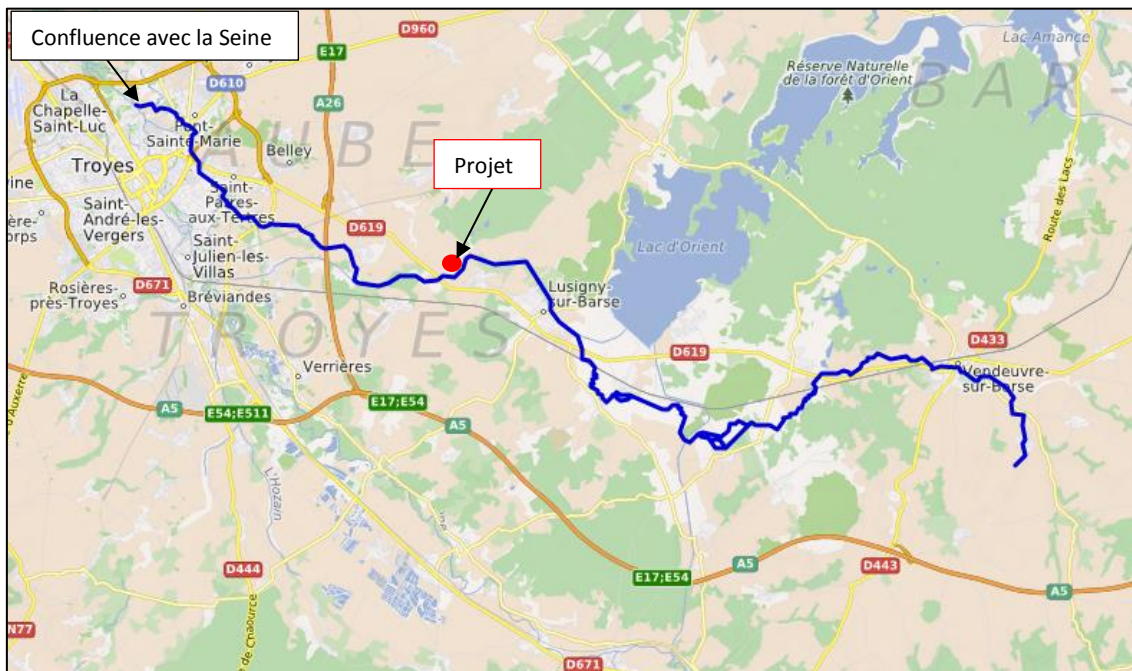 Confluence avec la Seine
D960
E17
Lac Amance
Réserve Naturelle
de la forêt d'Orient
BAR-
D610
A26
La
Chapelle-
Saint-Luc
Pont-
Sainte-Marie
AUBE
Belley
Troyes
Projet
Route des Lacs
Saint-
Parres-
aux-Tertres
Saint-
André-les-
Vergers
D619
Lac d'Orient
Saint-
Julien-les-
Villas
Rosières-
près-Troyes
D671
Bréviandes
Lusigny-
sur-Barse
TROYES
D433
D619
Verrières
Vendeuvre-
sur-Barse
E17;E54
A5
E54;E511
A5
L'Hozain
D444
E17;E54
A5
D443
A5
N77
de Chaource
D671
E17;E54